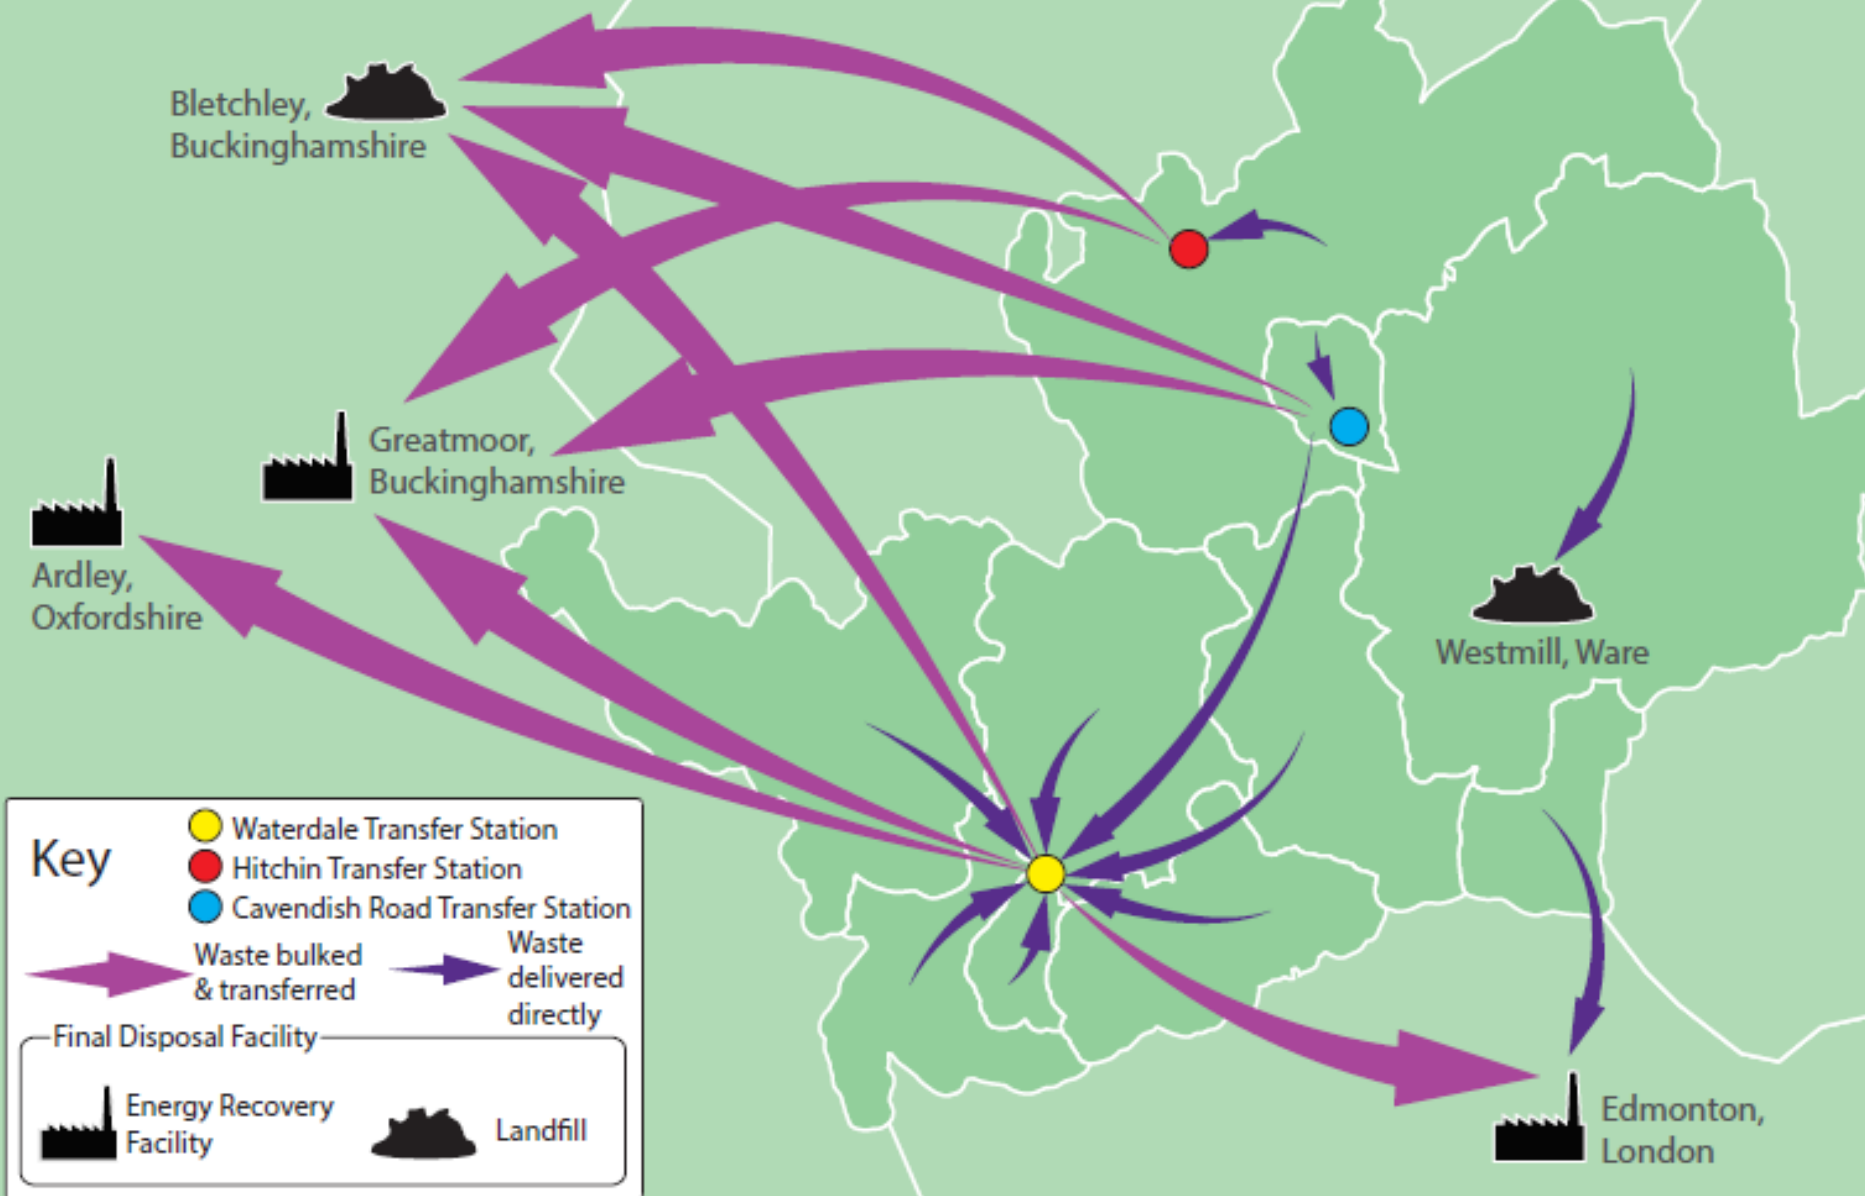 Bletchley,
Buckinghamshire
Greatmoor,
Buckinghamshire
Ardley,
Oxfordshire
Westmill, Ware
Edmonton,
London
Key
Waterdale Transfer Station
Hitchin Transfer Station
Cavendish Road Transfer Station
Waste bulked
& transferred
Waste
delivered
directly
Final Disposal Facility
Energy Recovery
Facility
Landfill